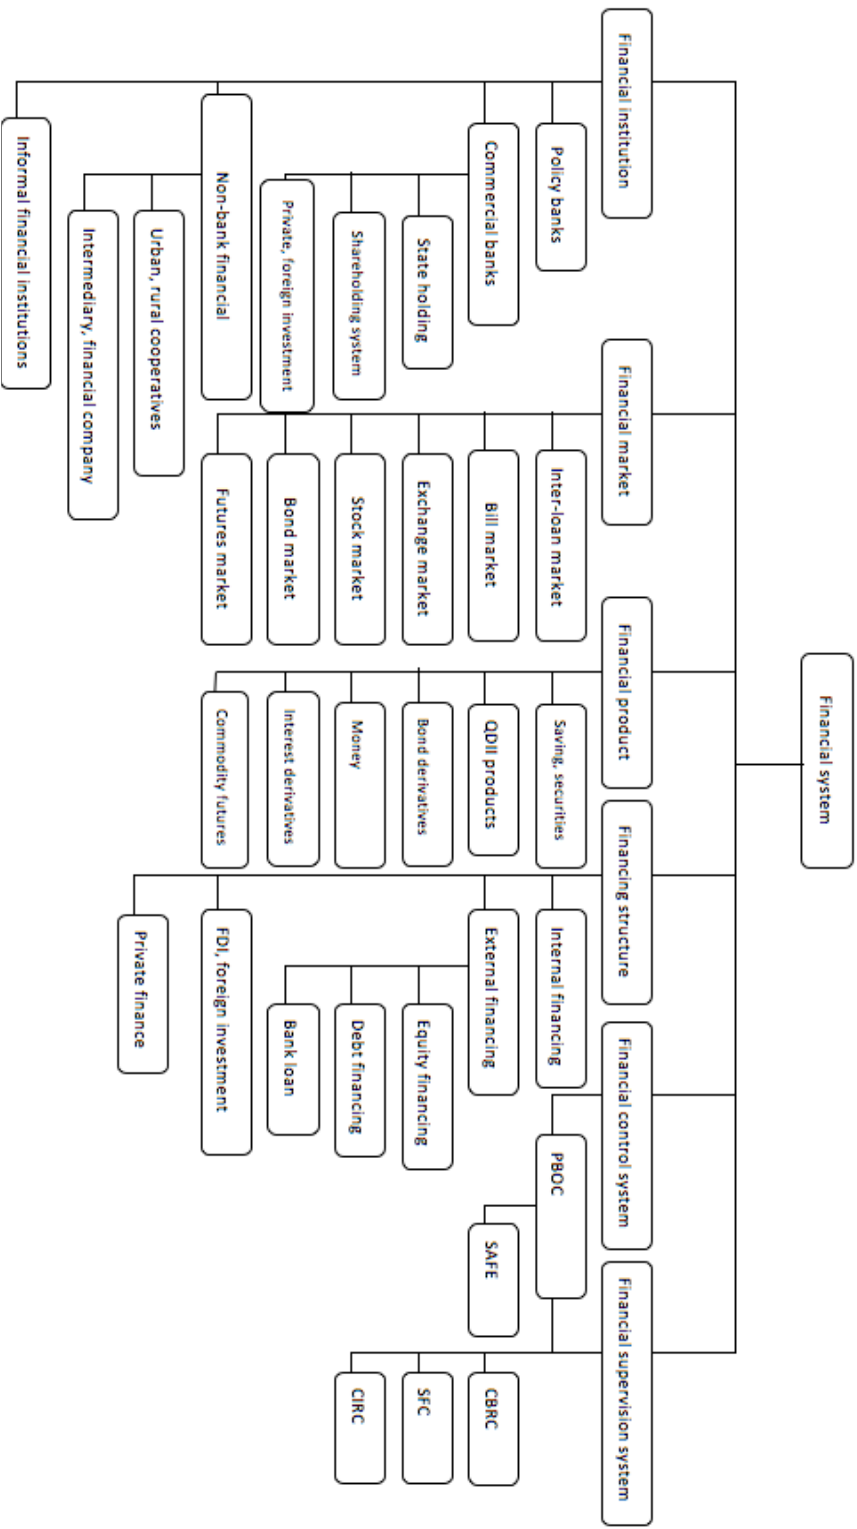 Financial system
Financial institution
Policy banks
Commercial banks
State holding
Shareholding system
Private, foreign investment
Non-bank financial
Urban, rural cooperatives
Intermediary, financial company
Informal financial institutions
Financial market
Inter-loan market
Bill market
Exchange market
Stock market
Bond market
Futures market
Financial product
Saving, securities
QDII products
Bond derivatives
Money
Interest derivatives
Commodity futures
Financing structure
Internal financing
External financing
Equity financing
Debt financing
Bank loan
FDI, foreign investment
Private finance
Financial control system
PBOC
SAFE
Financial supervision system
CBRC
SFC
CIRC